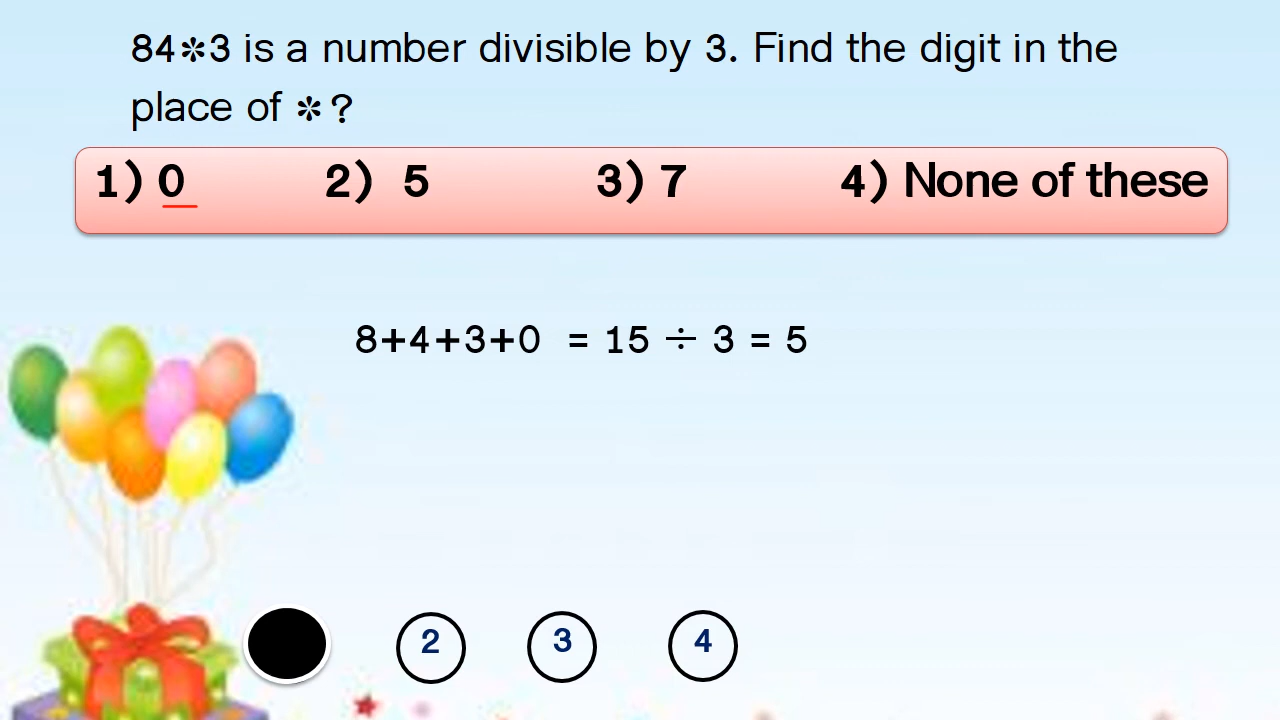 84✻3 is a number divisible by 3. Find the digit in the
place of ✻?
1) 0 2) 5 3) 7 4) None of these
8+4+3+0 = 15 ÷ 3 = 5
2 3 4